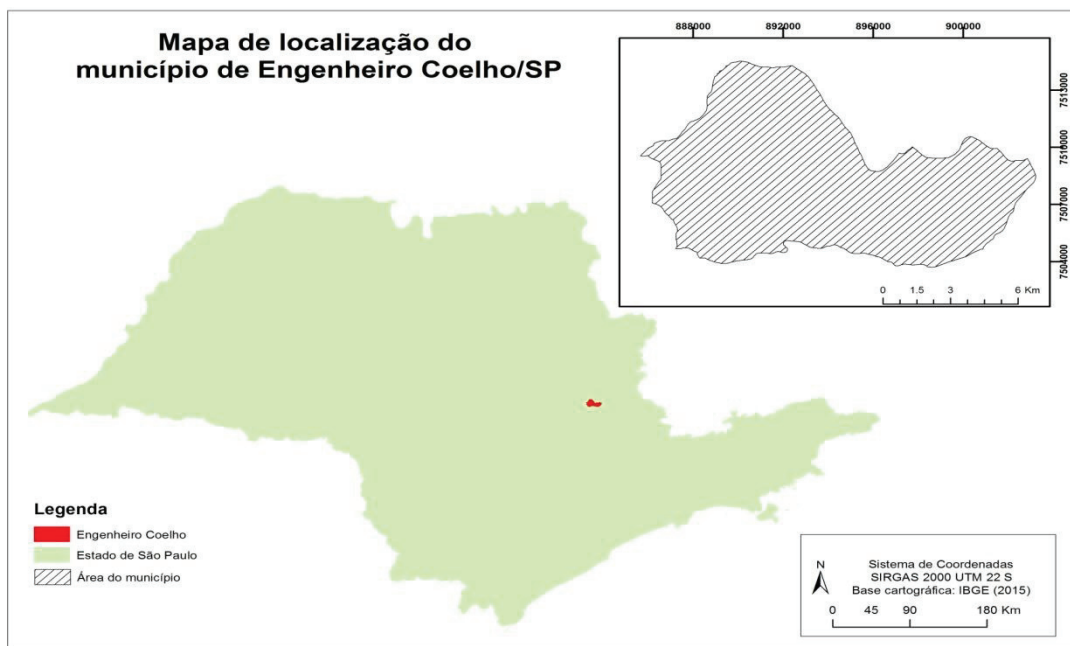 Mapa de localização do
município de Engenheiro Coelho/SP
888000 892000 896000 900000
7513000
7510000
7507000
7504000
0 1.5 3 6 Km
Legenda
Engenheiro Coelho
Estado de São Paulo
Área do município
N
Sistema de Coordenadas
SIRGAS 2000 UTM 22 S
Base cartográfica: IBGE (2015)
0 45 90 180 Km